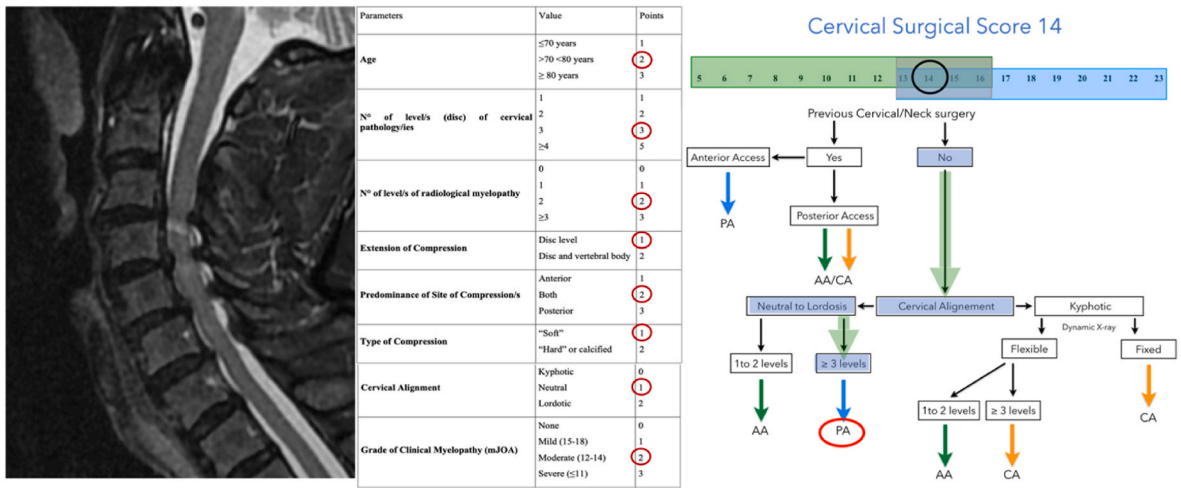 Parameters Value Points
Age
≤70 years 1
>70 <80 years 2
≥ 80 years 3
N° of level/s (disc) of cervical
pathology/ies
1 1
2 2
3 3
≥4 5
N° of level/s of radiological myelopathy
0 0
1 1
2 2
≥3 3
Extension of Compression
Disc level 1
Disc and vertebral body 2
Predominance of Site of Compression/s
Anterior 1
Both 2
Posterior 3
Type of Compression
“Soft” 1
“Hard” or calcified 2
Cervical Alignment
Kyphotic 0
Neutral 1
Lordotic 2
Grade of Clinical Myelopathy (mJOA)
None 0
Mild (15-18) 1
Moderate (12-14) 2
Severe (≤11) 3
Cervical Surgical Score 14
5 6 7 8 9 10 11 12 13 14 15 16 17 18 19 20 21 22 23
Previous Cervical/Neck surgery
Anterior Access Yes No
PA
Posterior Access
AA/CA
Neutral to Lordosis Cervical Alignement Kyphotic
Dynamic X-ray
Flexible Fixed
1to 2 levels ≥ 3 levels
AA PA
1to 2 levels ≥ 3 levels
CA
AA CA